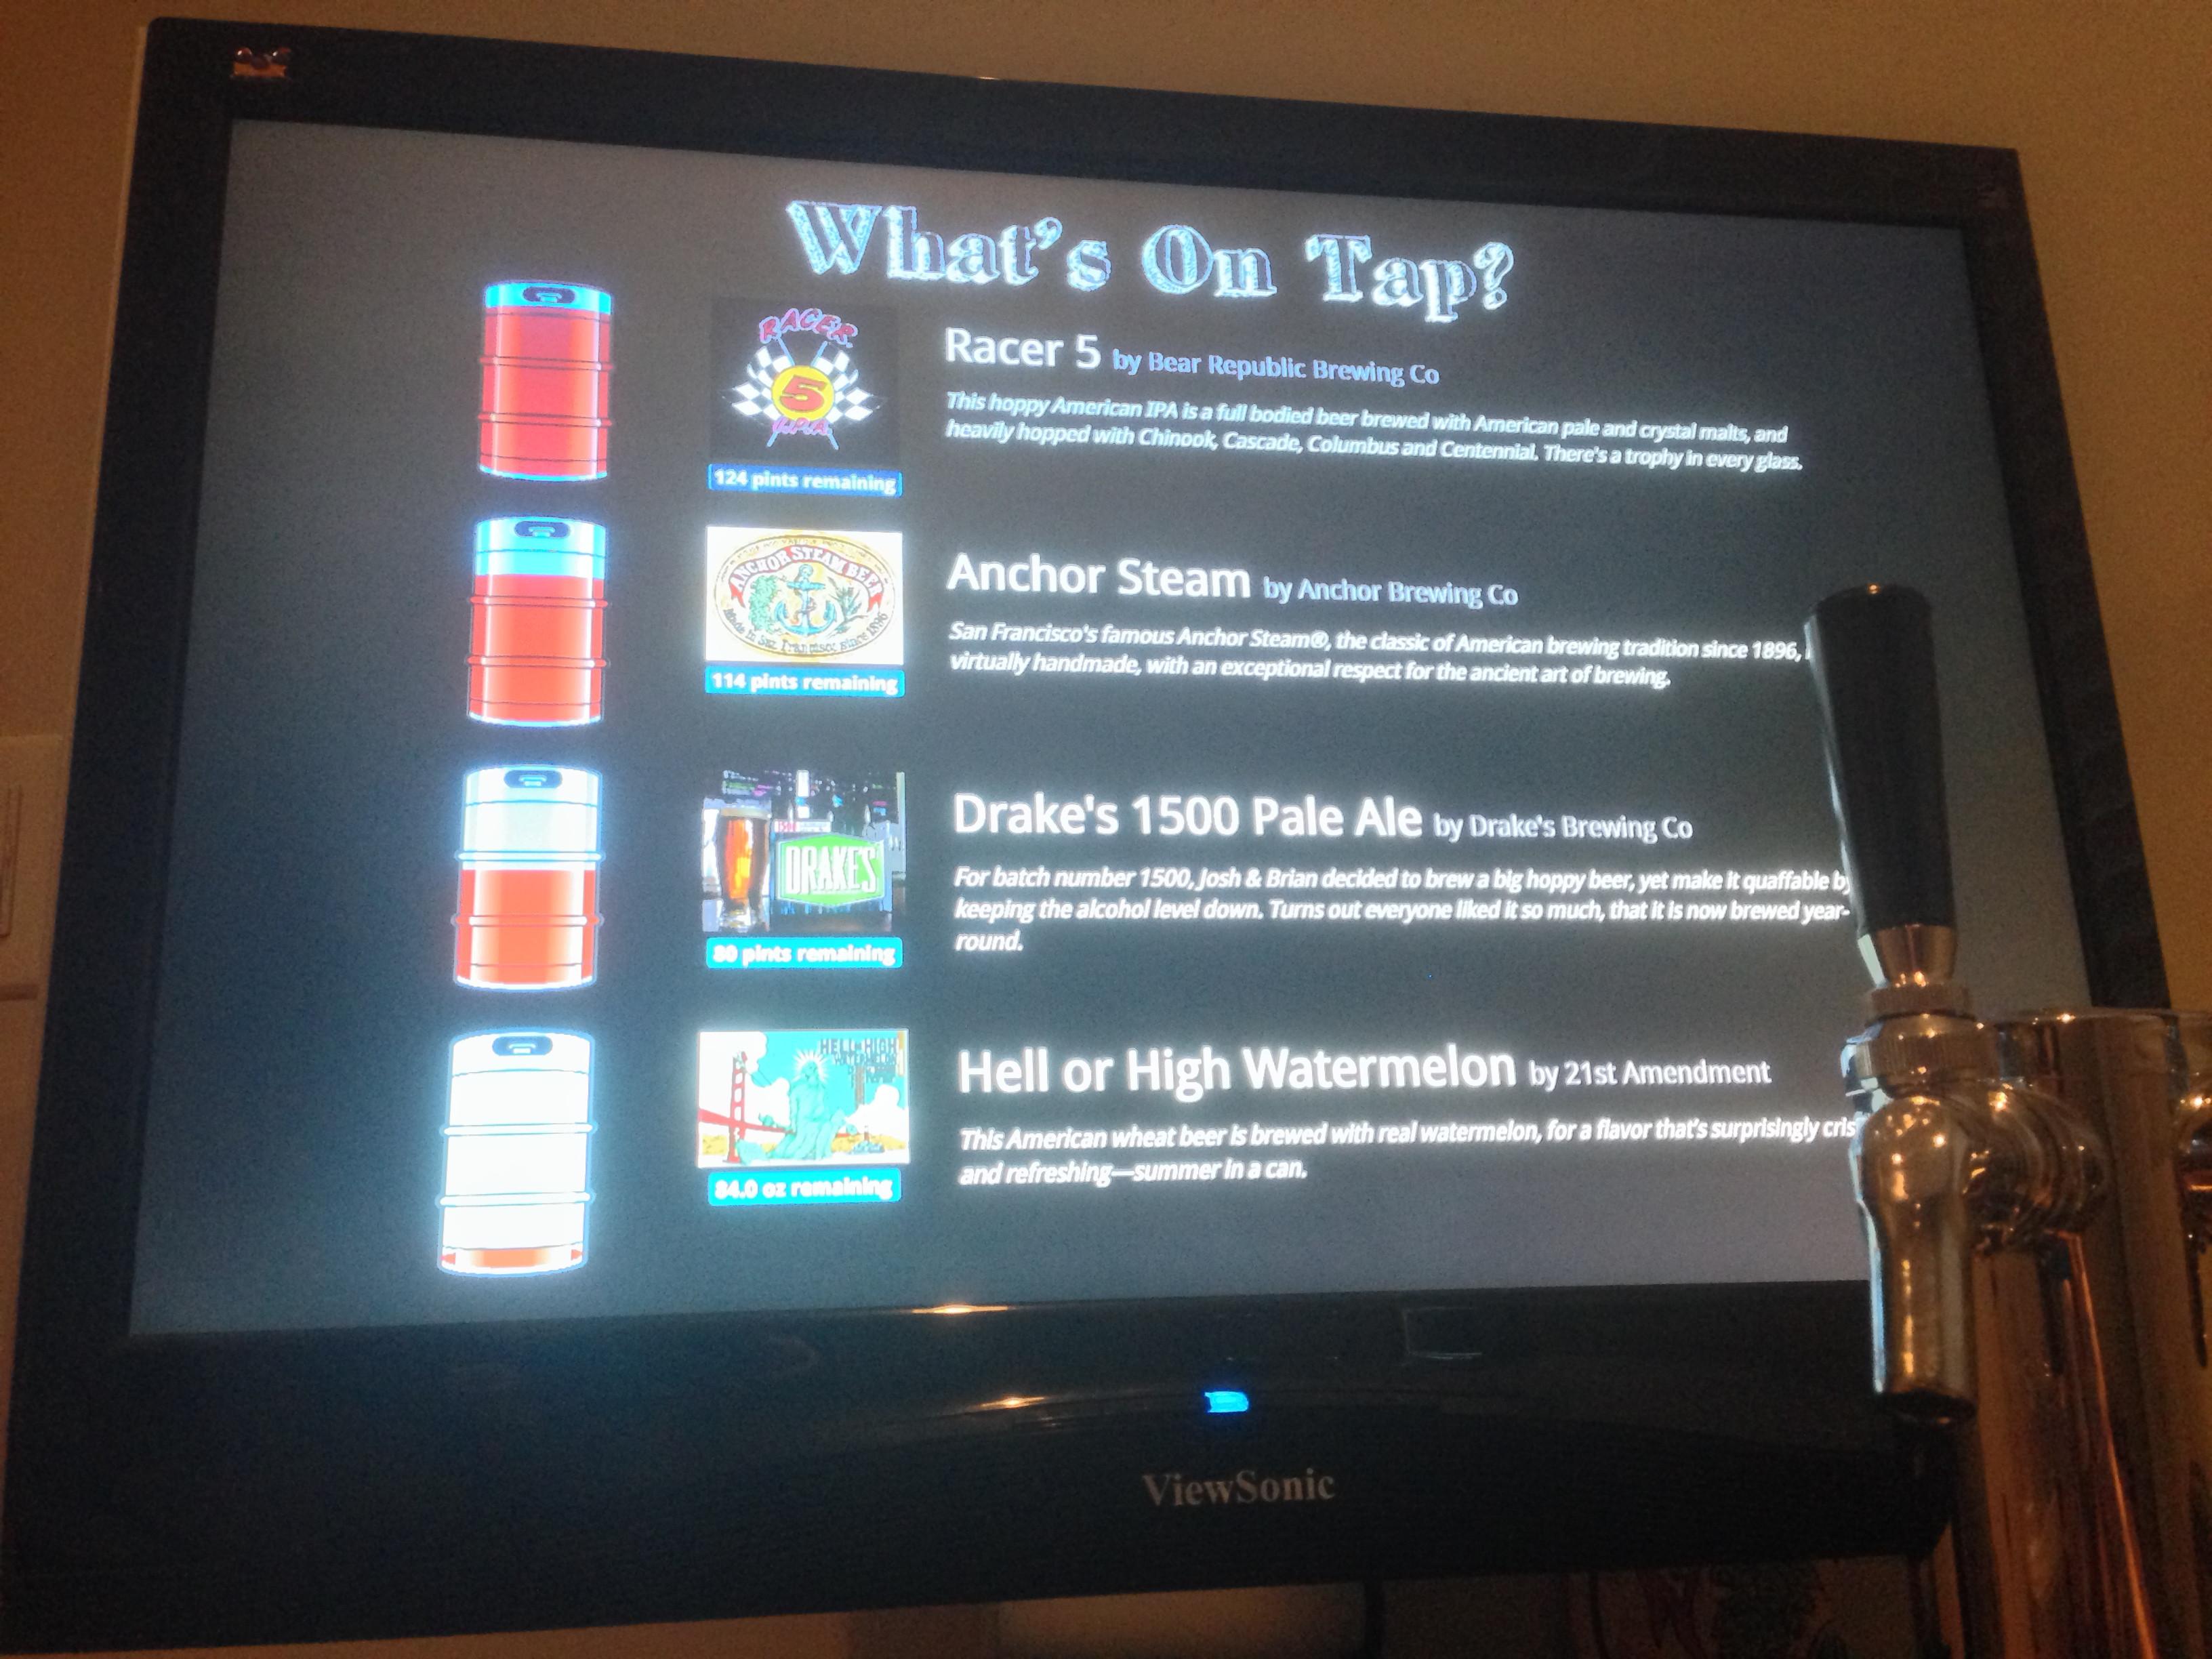 What's On Tap?
RACER
5
I.P.A.
124 pints remaining
Racer 5 by Bear Republic Brewing Co
This hoppy American IPA is a full bodied beer brewed with American pale and crystal malts, and
heavily hopped with Chinook, Cascade, Columbus and Centennial. There's a trophy in every glass.
ANCHOR STEAM BEER
Made in San Francisco since 1896
114 pints remaining
Anchor Steam by Anchor Brewing Co
San Francisco's famous Anchor Steam®, the classic of American brewing tradition since 1896,
virtually handmade, with an exceptional respect for the ancient art of brewing.
DRAKE'S
80 pints remaining
Drake's 1500 Pale Ale by Drake's Brewing Co
For batch number 1500, Josh & Brian decided to brew a big hoppy beer, yet make it quaffable by
keeping the alcohol level down. Turns out everyone liked it so much, that it is now brewed year-
round.
HELL OR HIGH
WATERMELON
84.0 oz remaining
Hell or High Watermelon by 21st Amendment
This American wheat beer is brewed with real watermelon, for a flavor that's surprisingly cris
and refreshing—summer in a can.
ViewSonic